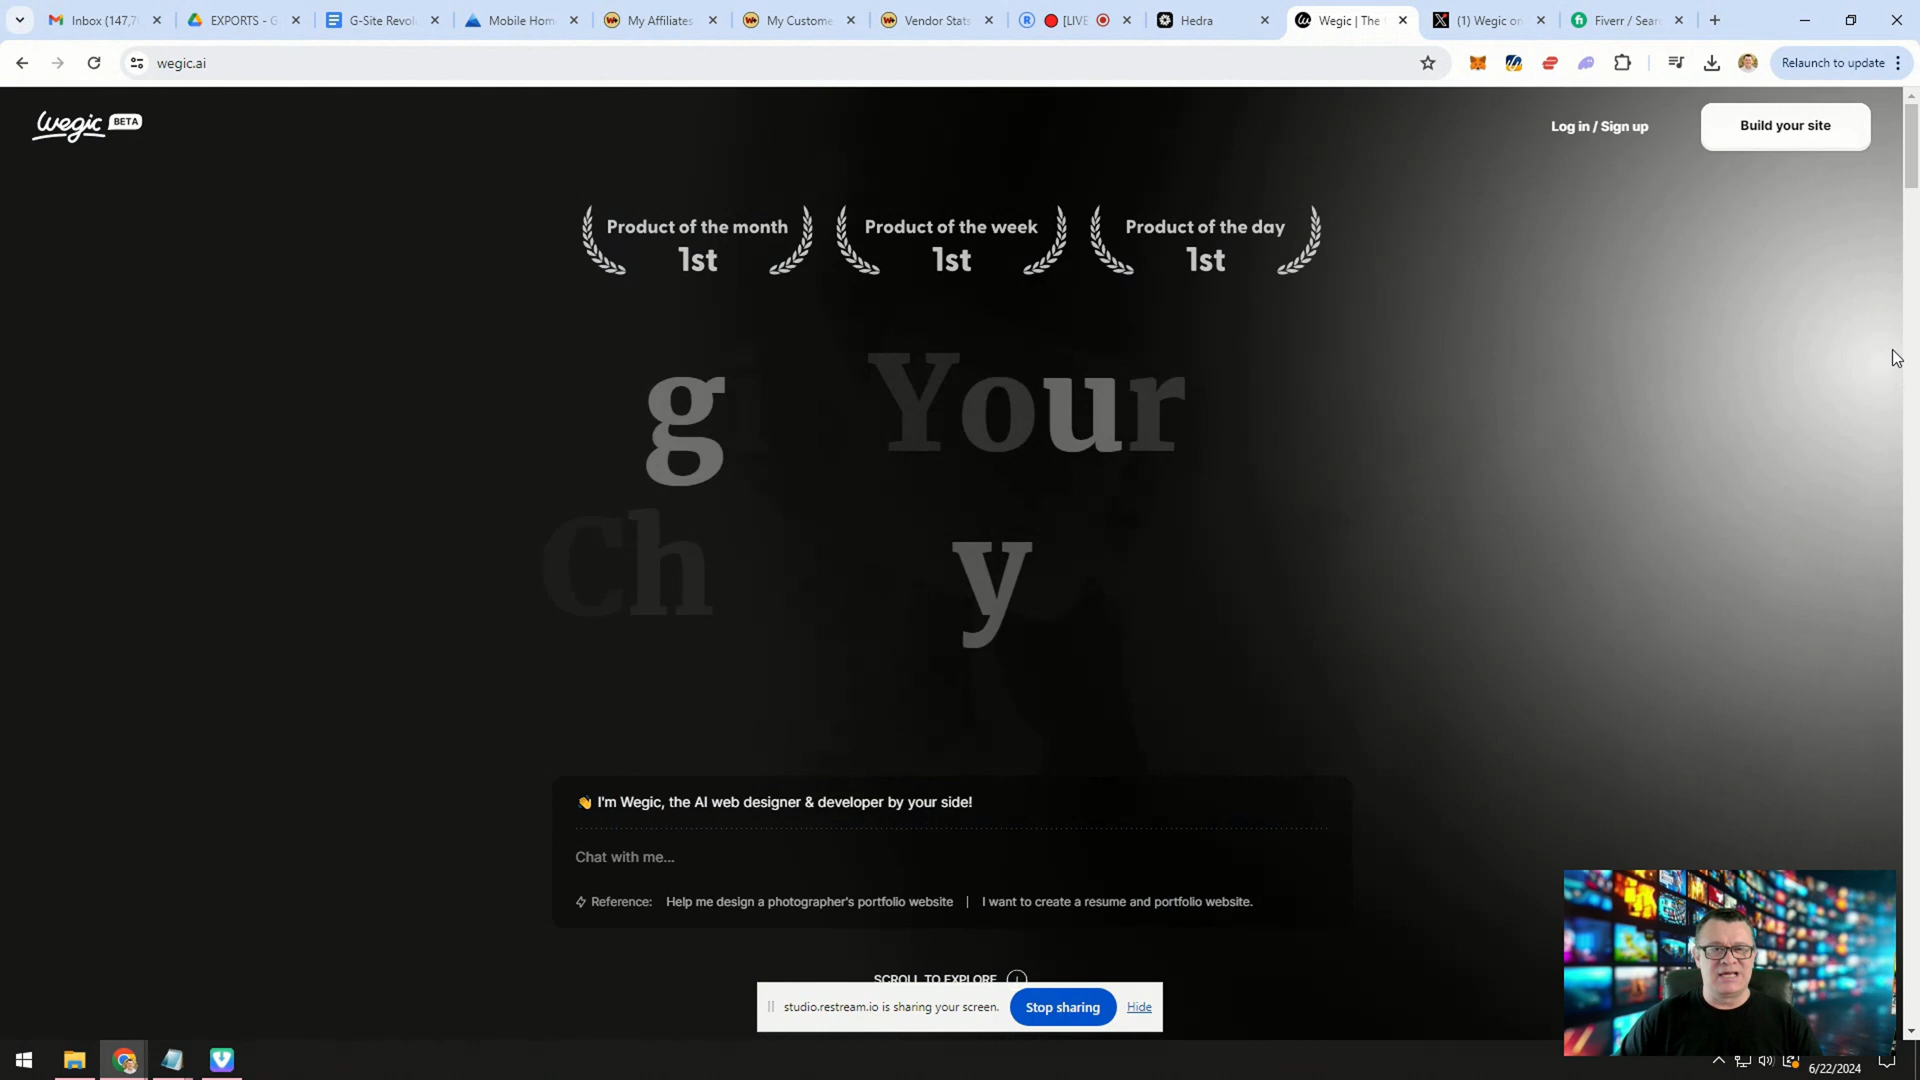 Inbox (147,7
EXPORTS - G
G-Site Revol
Mobile Hom
My Affiliates
My Custome
Vendor Stats
[LIVE
Hedra
Wegic | The
(1) Wegic on
Fiverr / Sear
wegic.ai
Relaunch to update
Wegic BETA
Log in / Sign up
Build your site
Product of the month
1st
Product of the week
1st
Product of the day
1st
gi Your
Ch y
👋 I'm Wegic, the AI web designer & developer by your side!
Chat with me...
Reference: Help me design a photographer's portfolio website | I want to create a resume and portfolio website.
SCROLL TO EXPLORE
studio.restream.io is sharing your screen.
Stop sharing
Hide
6/22/2024